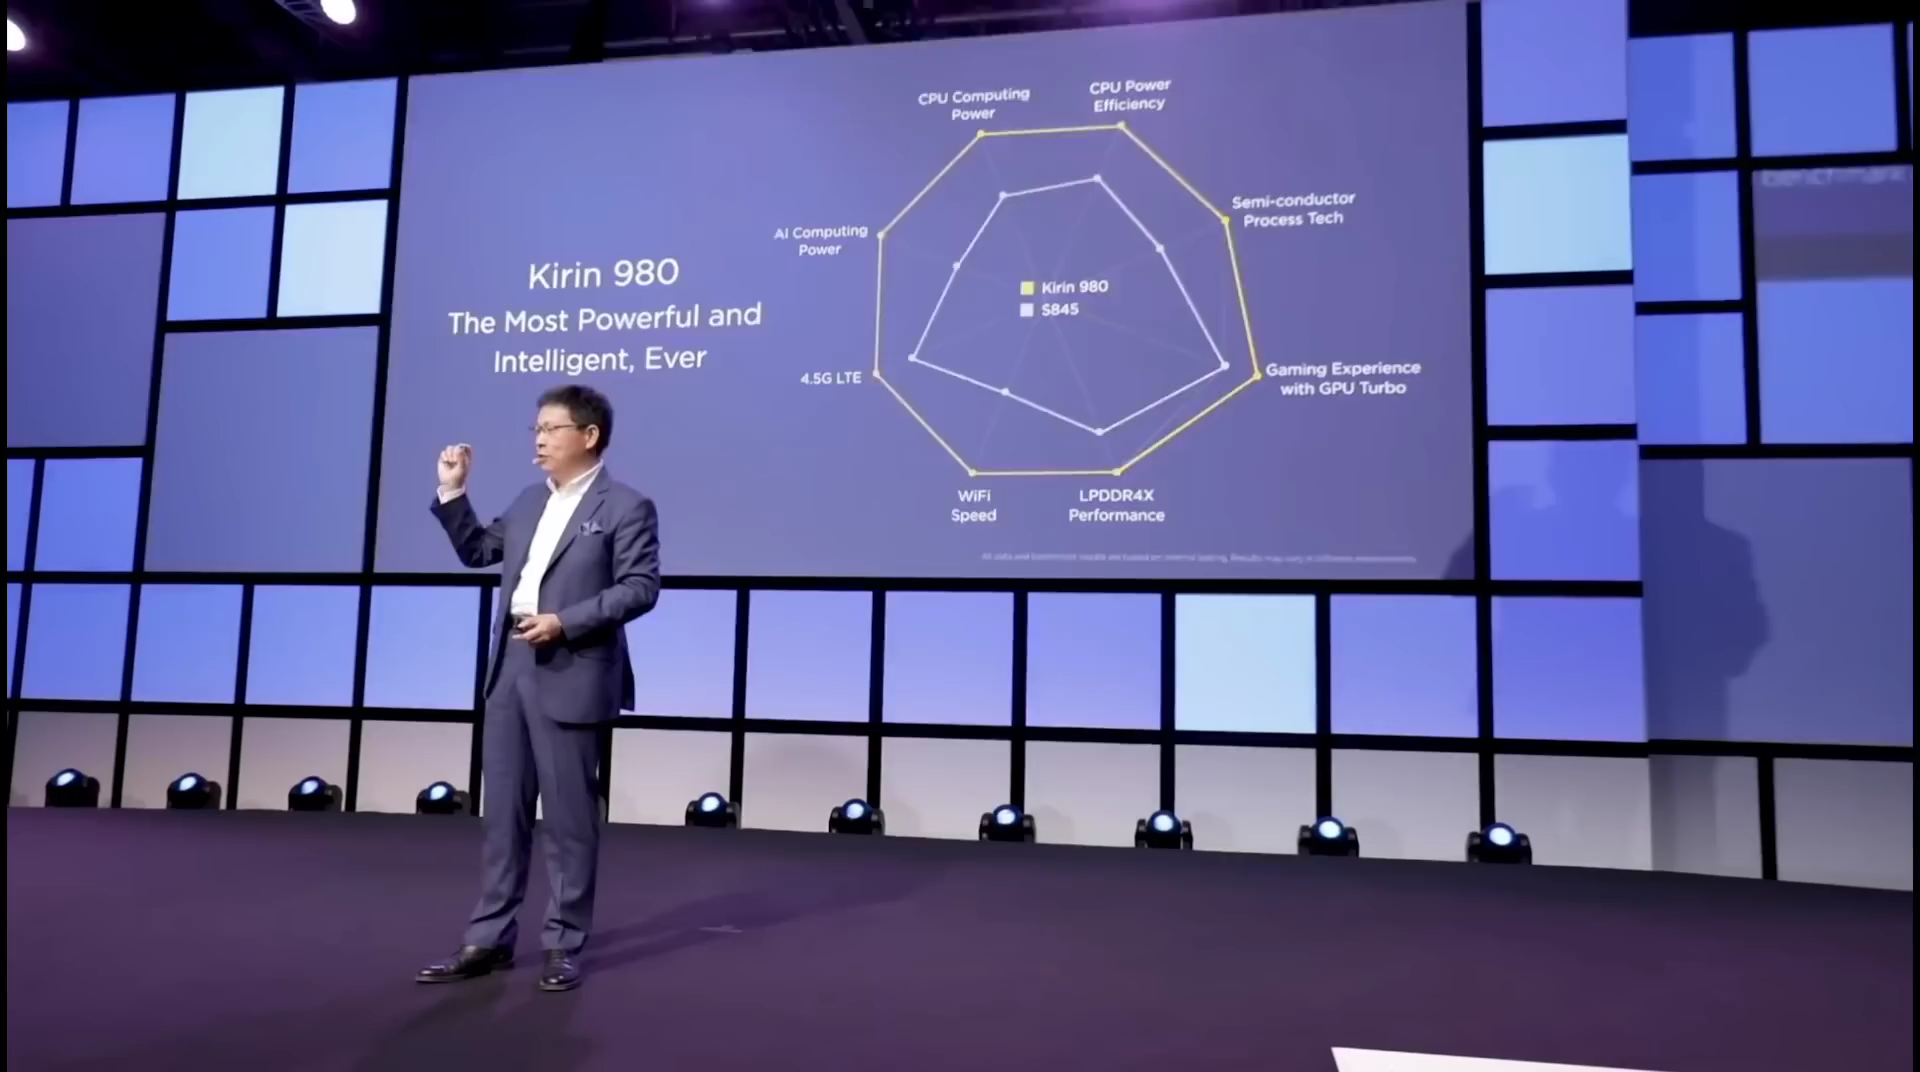 CPU Computing
Power
CPU Power
Efficiency
Semi-conductor
Process Tech
AI Computing
Power
Kirin 980
The Most Powerful and
Intelligent, Ever
Kirin 980
S845
4.5G LTE
Gaming Experience
with GPU Turbo
WiFi
Speed
LPDDR4X
Performance
benchmark